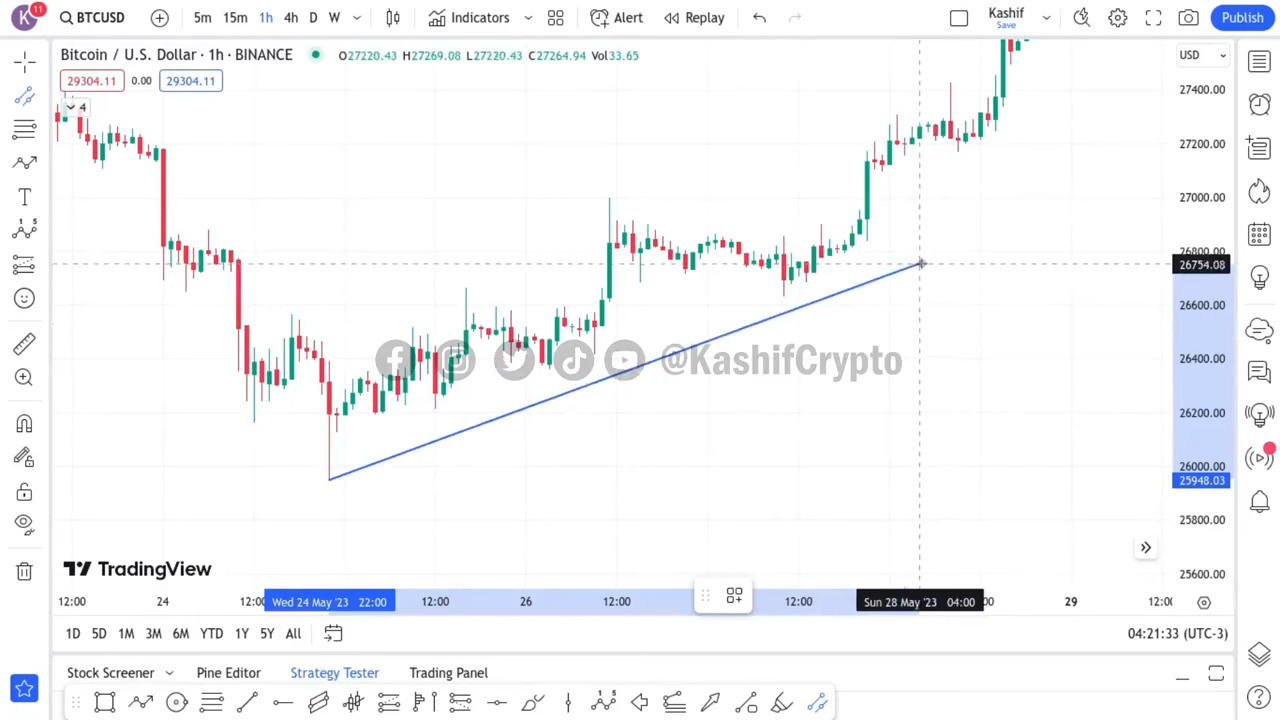 K 11 BTCUSD 5m 15m 1h 4h D W Indicators Alert Replay Kashif Save Publish
Bitcoin / U.S. Dollar · 1h · BINANCE O27220.43 H27269.08 L27220.43 C27264.94 Vol33.65 USD
29304.11 0.00 29304.11
4
27400.00
27200.00
27000.00
26800.00
26754.08
26600.00
26400.00
@KashifCrypto
26200.00
26000.00
25948.03
25800.00
25600.00
TradingView
12:00 24 12:00 Wed 24 May '23 22:00 12:00 26 12:00 12:00 Sun 28 May '23 04:00 :00 29 12:00
1D 5D 1M 3M 6M YTD 1Y 5Y All 04:21:33 (UTC-3)
Stock Screener Pine Editor Strategy Tester Trading Panel